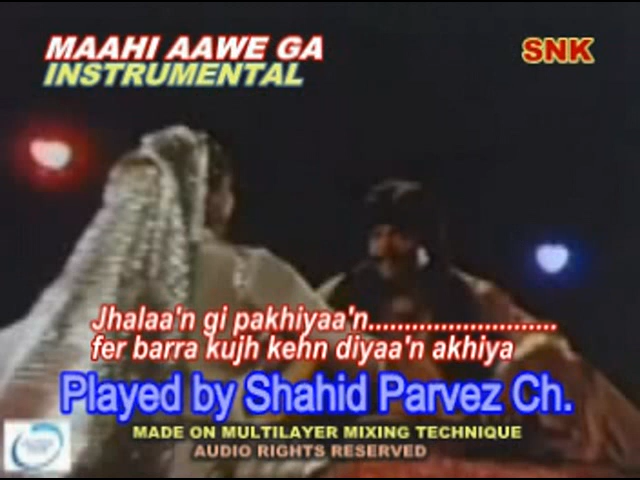 MAAHI AAWE GA
INSTRUMENTAL
SNK
Jhalaa'n gi pakhiyaa'n..........................
fer barra kujh kehn diyaa'n akhiya
Played by Shahid Parvez Ch.
MADE ON MULTILAYER MIXING TECHNIQUE
AUDIO RIGHTS RESERVED